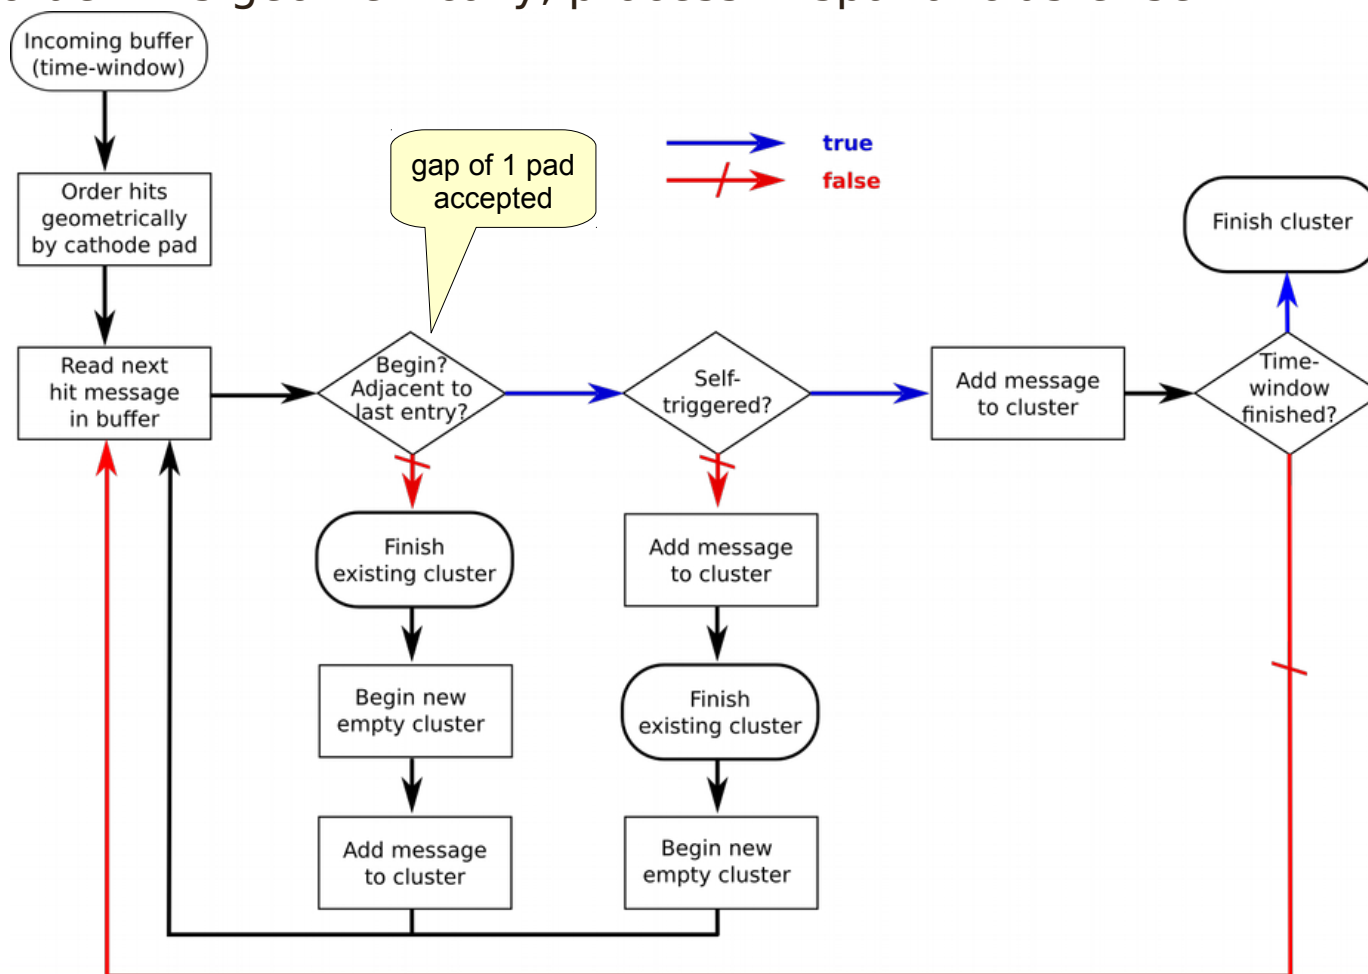 Incoming buffer
(time-window)
gap of 1 pad
accepted
true
false
Order hits
geometrically
by cathode pad
Finish cluster
Read next
hit message
in buffer
Begin?
Adjacent to
last entry?
Self-
triggered?
Add message
to cluster
Time-
window
finished?
Finish
existing cluster
Add message
to cluster
Begin new
empty cluster
Finish
existing cluster
Add message
to cluster
Begin new
empty cluster